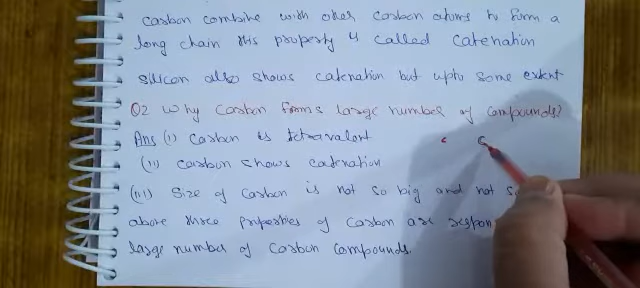 Carbon combine with other carbon atoms to form a
long chain this property is called catenation
silicon also shows catenation but upto some extent
Q2 Why Carbon forms large number of compounds?
Ans (i) Carbon is tetravalent c c
(ii) Carbon shows catenation
(iii) Size of Carbon is not so big and not so
above three properties of Carbon are respon
large number of Carbon Compounds.